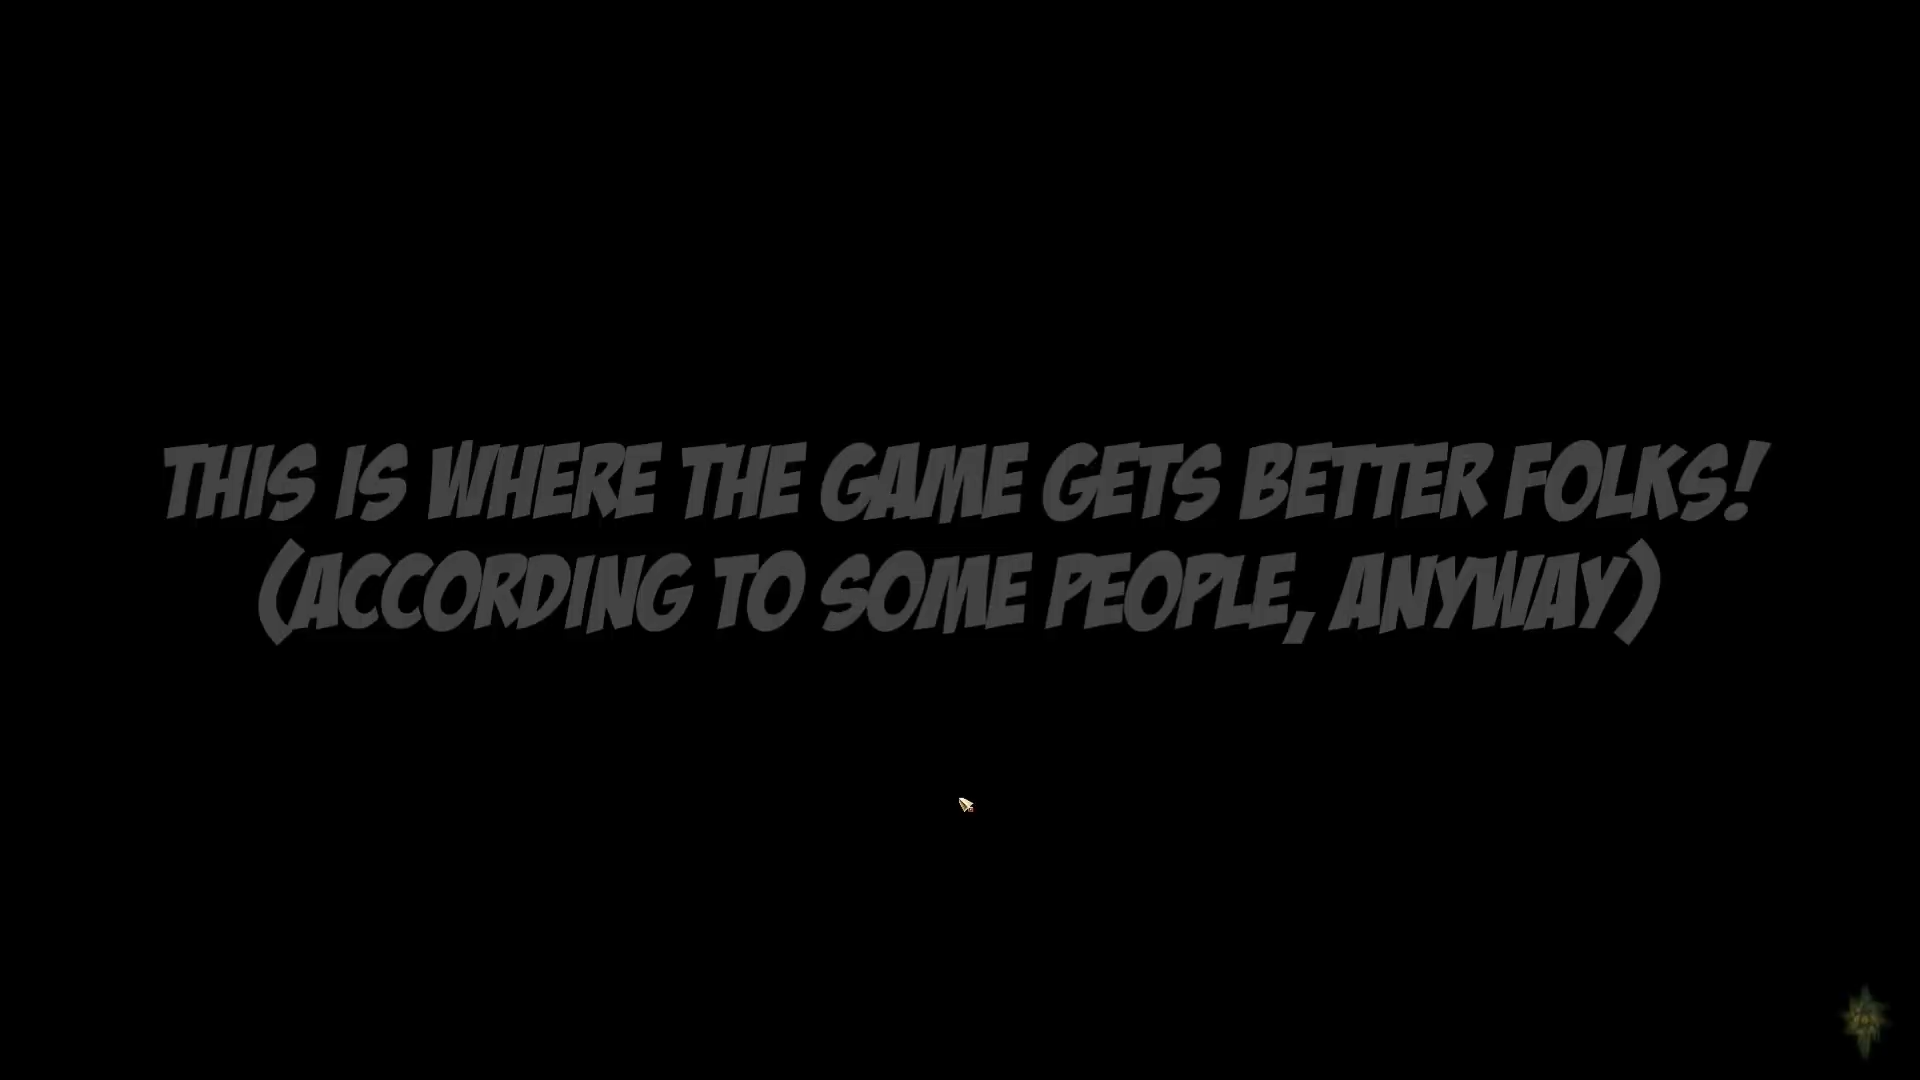 THIS IS WHERE THE GAME GETS BETTER FOLKS!
(ACCORDING TO SOME PEOPLE, ANYWAY)